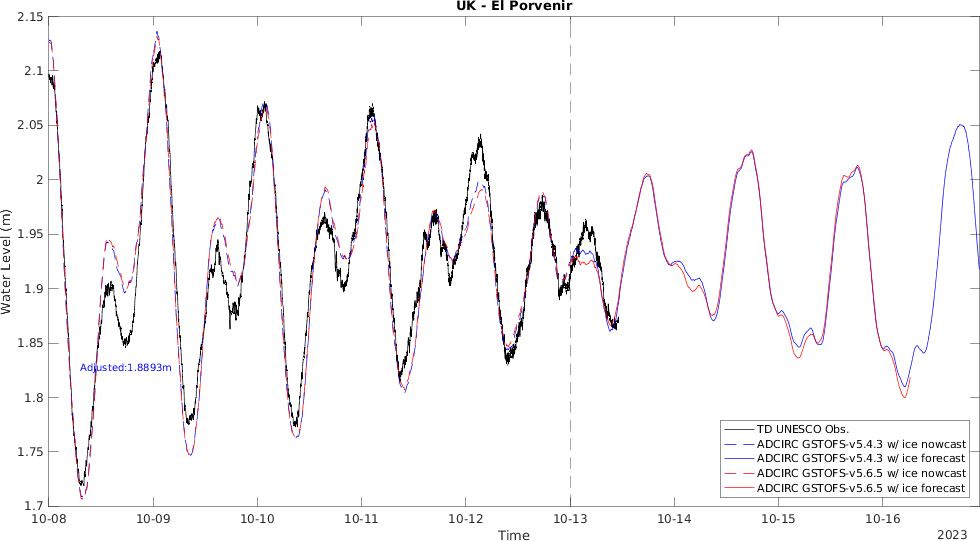 UK - El Porvenir
2.15
2.1
2.05
2
1.95
1.9
1.85
1.8
1.75
1.7
Water Level (m)
Adjusted:1.8893m
TD UNESCO Obs.
ADCIRC GSTOFS-v5.4.3 w/ ice nowcast
ADCIRC GSTOFS-v5.4.3 w/ ice forecast
ADCIRC GSTOFS-v5.6.5 w/ ice nowcast
ADCIRC GSTOFS-v5.6.5 w/ ice forecast
10-08 10-09 10-10 10-11 10-12 10-13 10-14 10-15 10-16
Time
2023